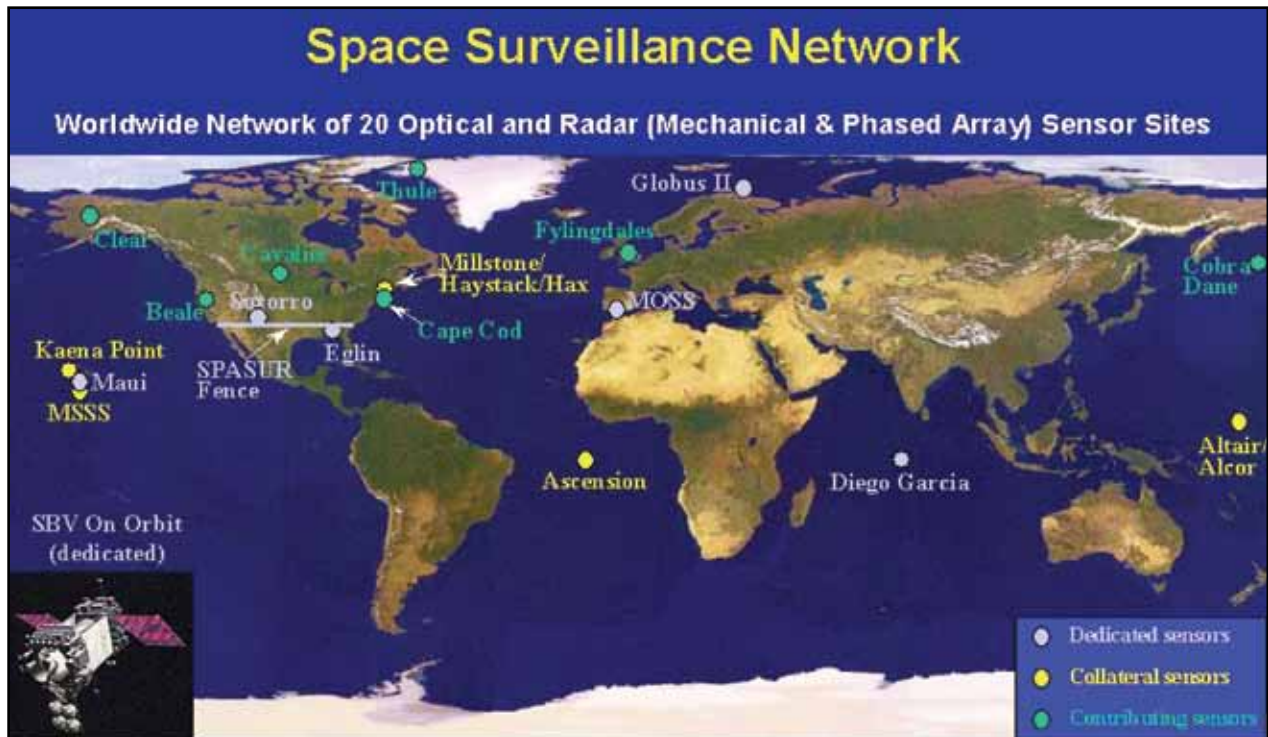 Space Surveillance Network
Worldwide Network of 20 Optical and Radar (Mechanical & Phased Array) Sensor Sites
Thule
Globus II
Clear
Fylingdales
Cavalier
Millstone/
Haystack/Hax
Cobra
Dane
Beale
Socorro
MOSS
Cape Cod
Kaena Point
Eglin
SPASUR
Fence
Maui
MSSS
Ascension
Diego Garcia
Altair/
Alcor
SBV On Orbit
(dedicated)
Dedicated sensors
Collateral sensors
Contributing sensors